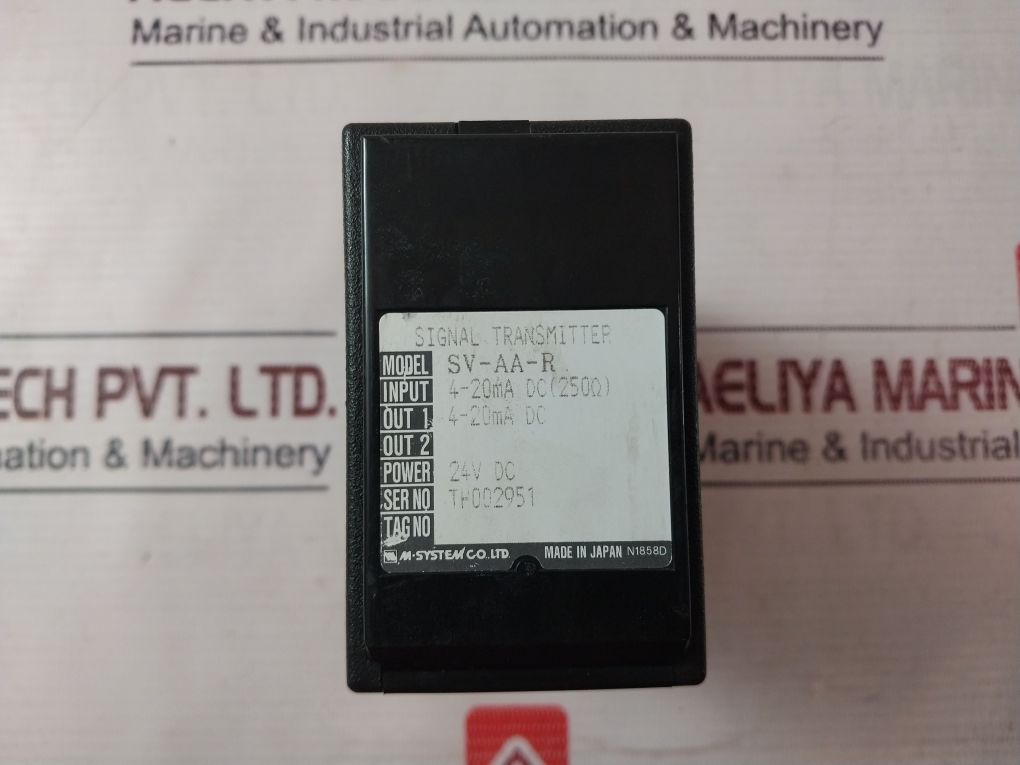 Marine & Industrial Automation & Machinery
SIGNAL TRANSMITTER
MODEL SV-AA-R
INPUT 4-20mA DC(250Ω)
OUT 1 4-20mA DC
OUT 2
POWER 24V DC
SER NO TH002951
TAG NO
M-SYSTEM CO.,LTD. MADE IN JAPAN N1858D
ECH PVT. LTD.
ation & Machinery
AELIYA MARIN
Marine & Industrial